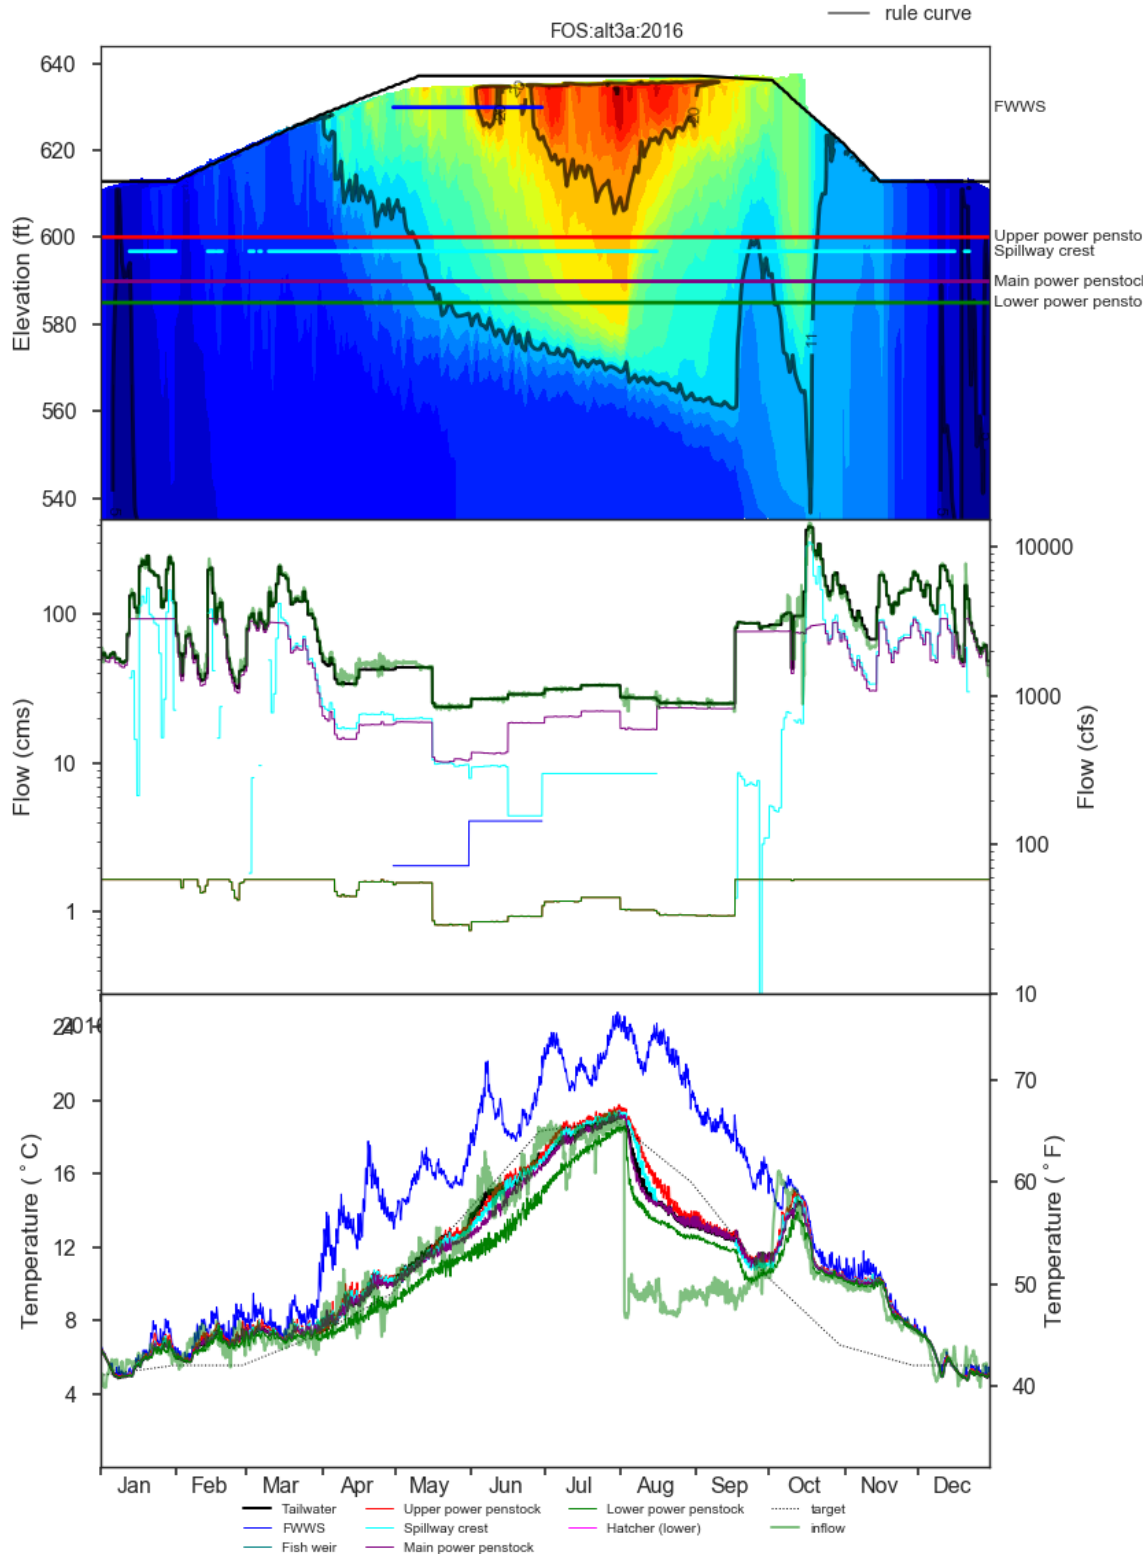 rule curve
FOS:alt3a:2016
640
620
600
580
560
540
Elevation (ft)
FWWS
Upper power pensto
Spillway crest
Main power penstock
Lower power pensto
20
11
100
10
1
Flow (cms)
10000
1000
100
10
Flow (cfs)
2016
24
20
16
12
8
4
Temperature ( ˚C)
70
60
50
40
Temperature ( ˚F)
Jan Feb Mar Apr May Jun Jul Aug Sep Oct Nov Dec
Tailwater Upper power penstock Lower power penstock target
FWWS Spillway crest Hatcher (lower) inflow
Fish weir Main power penstock